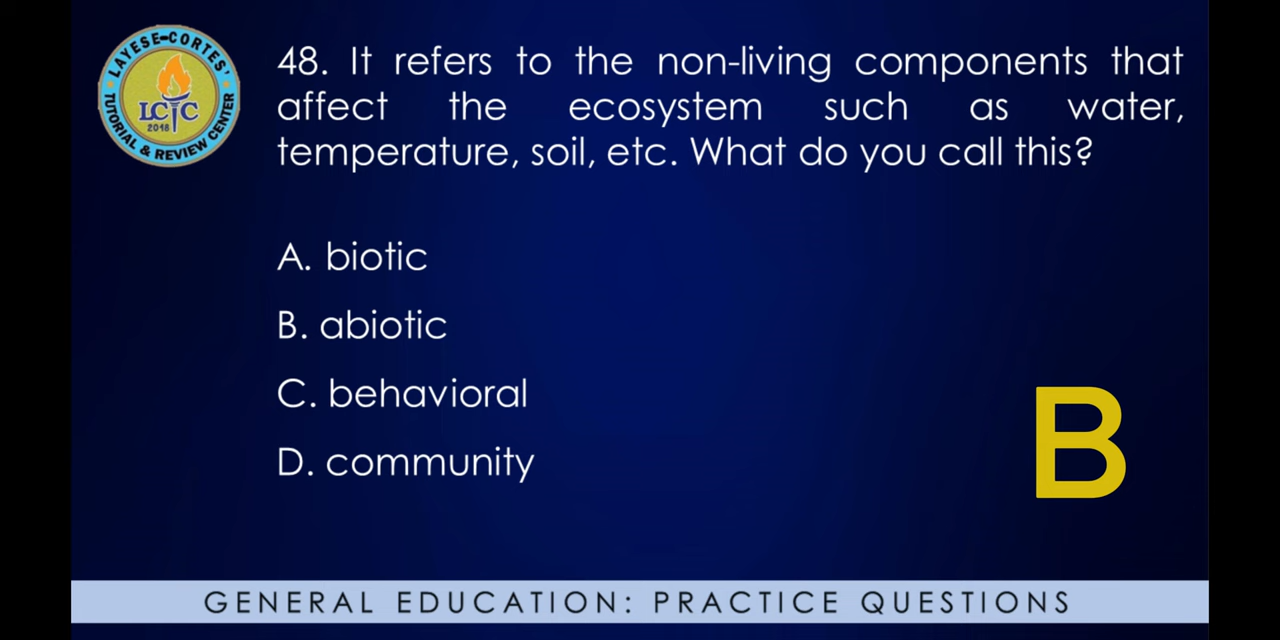 LAYESE-CORTES'
LCTC
2018
TUTORIAL & REVIEW CENTER
48. It refers to the non-living components that
affect the ecosystem such as water,
temperature, soil, etc. What do you call this?
A. biotic
B. abiotic
C. behavioral
D. community
B
GENERAL EDUCATION: PRACTICE QUESTIONS